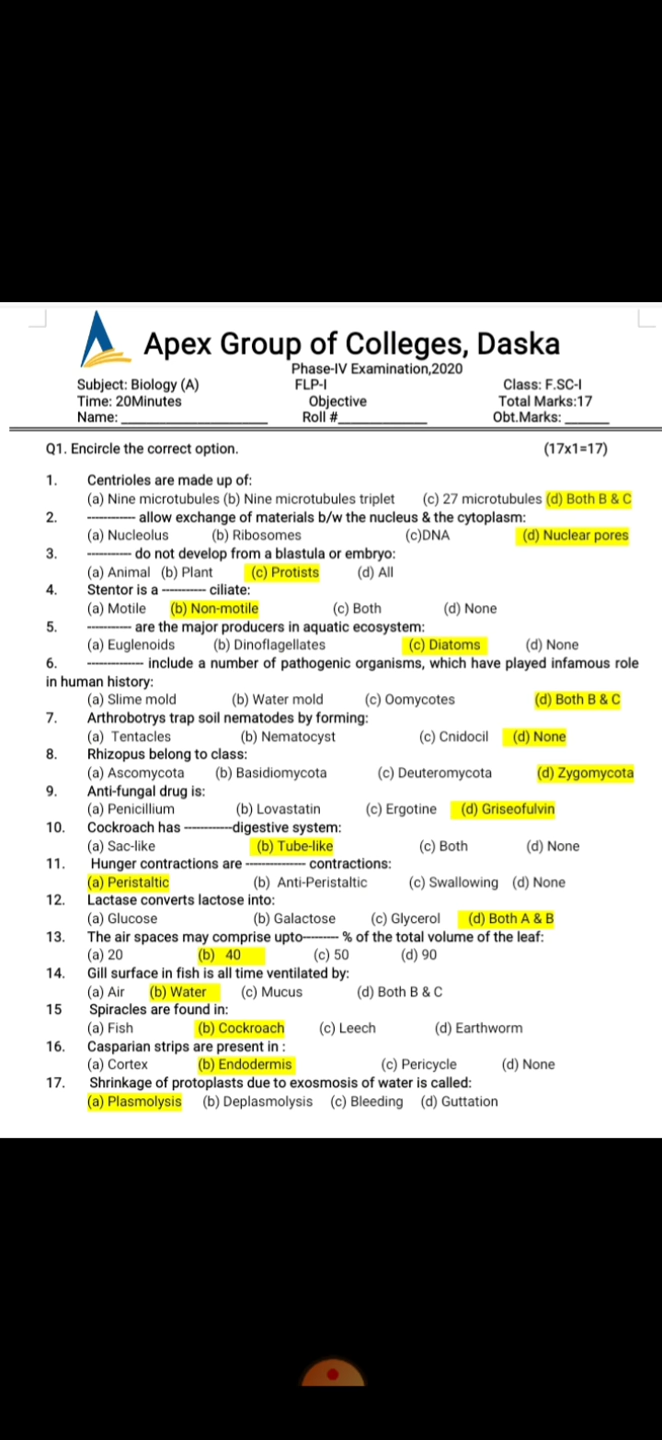 Apex Group of Colleges, Daska
Phase-IV Examination,2020
Subject: Biology (A) FLP-I Class: F.SC-I
Time: 20Minutes Objective Total Marks:17
Name: ____________________ Roll #______________ Obt.Marks: ______
Q1. Encircle the correct option. (17x1=17)
1. Centrioles are made up of:
(a) Nine microtubules (b) Nine microtubules triplet (c) 27 microtubules (d) Both B & C
2. ------------ allow exchange of materials b/w the nucleus & the cytoplasm:
(a) Nucleolus (b) Ribosomes (c)DNA (d) Nuclear pores
3. ----------- do not develop from a blastula or embryo:
(a) Animal (b) Plant (c) Protists (d) All
4. Stentor is a ----------- ciliate:
(a) Motile (b) Non-motile (c) Both (d) None
5. ----------- are the major producers in aquatic ecosystem:
(a) Euglenoids (b) Dinoflagellates (c) Diatoms (d) None
6. -------------- include a number of pathogenic organisms, which have played infamous role
in human history:
(a) Slime mold (b) Water mold (c) Oomycotes (d) Both B & C
7. Arthrobotrys trap soil nematodes by forming:
(a) Tentacles (b) Nematocyst (c) Cnidocil (d) None
8. Rhizopus belong to class:
(a) Ascomycota (b) Basidiomycota (c) Deuteromycota (d) Zygomycota
9. Anti-fungal drug is:
(a) Penicillium (b) Lovastatin (c) Ergotine (d) Griseofulvin
10. Cockroach has ------------digestive system:
(a) Sac-like (b) Tube-like (c) Both (d) None
11. Hunger contractions are --------------- contractions:
(a) Peristaltic (b) Anti-Peristaltic (c) Swallowing (d) None
12. Lactase converts lactose into:
(a) Glucose (b) Galactose (c) Glycerol (d) Both A & B
13. The air spaces may comprise upto--------- % of the total volume of the leaf:
(a) 20 (b) 40 (c) 50 (d) 90
14. Gill surface in fish is all time ventilated by:
(a) Air (b) Water (c) Mucus (d) Both B & C
15 Spiracles are found in:
(a) Fish (b) Cockroach (c) Leech (d) Earthworm
16. Casparian strips are present in :
(a) Cortex (b) Endodermis (c) Pericycle (d) None
17. Shrinkage of protoplasts due to exosmosis of water is called:
(a) Plasmolysis (b) Deplasmolysis (c) Bleeding (d) Guttation